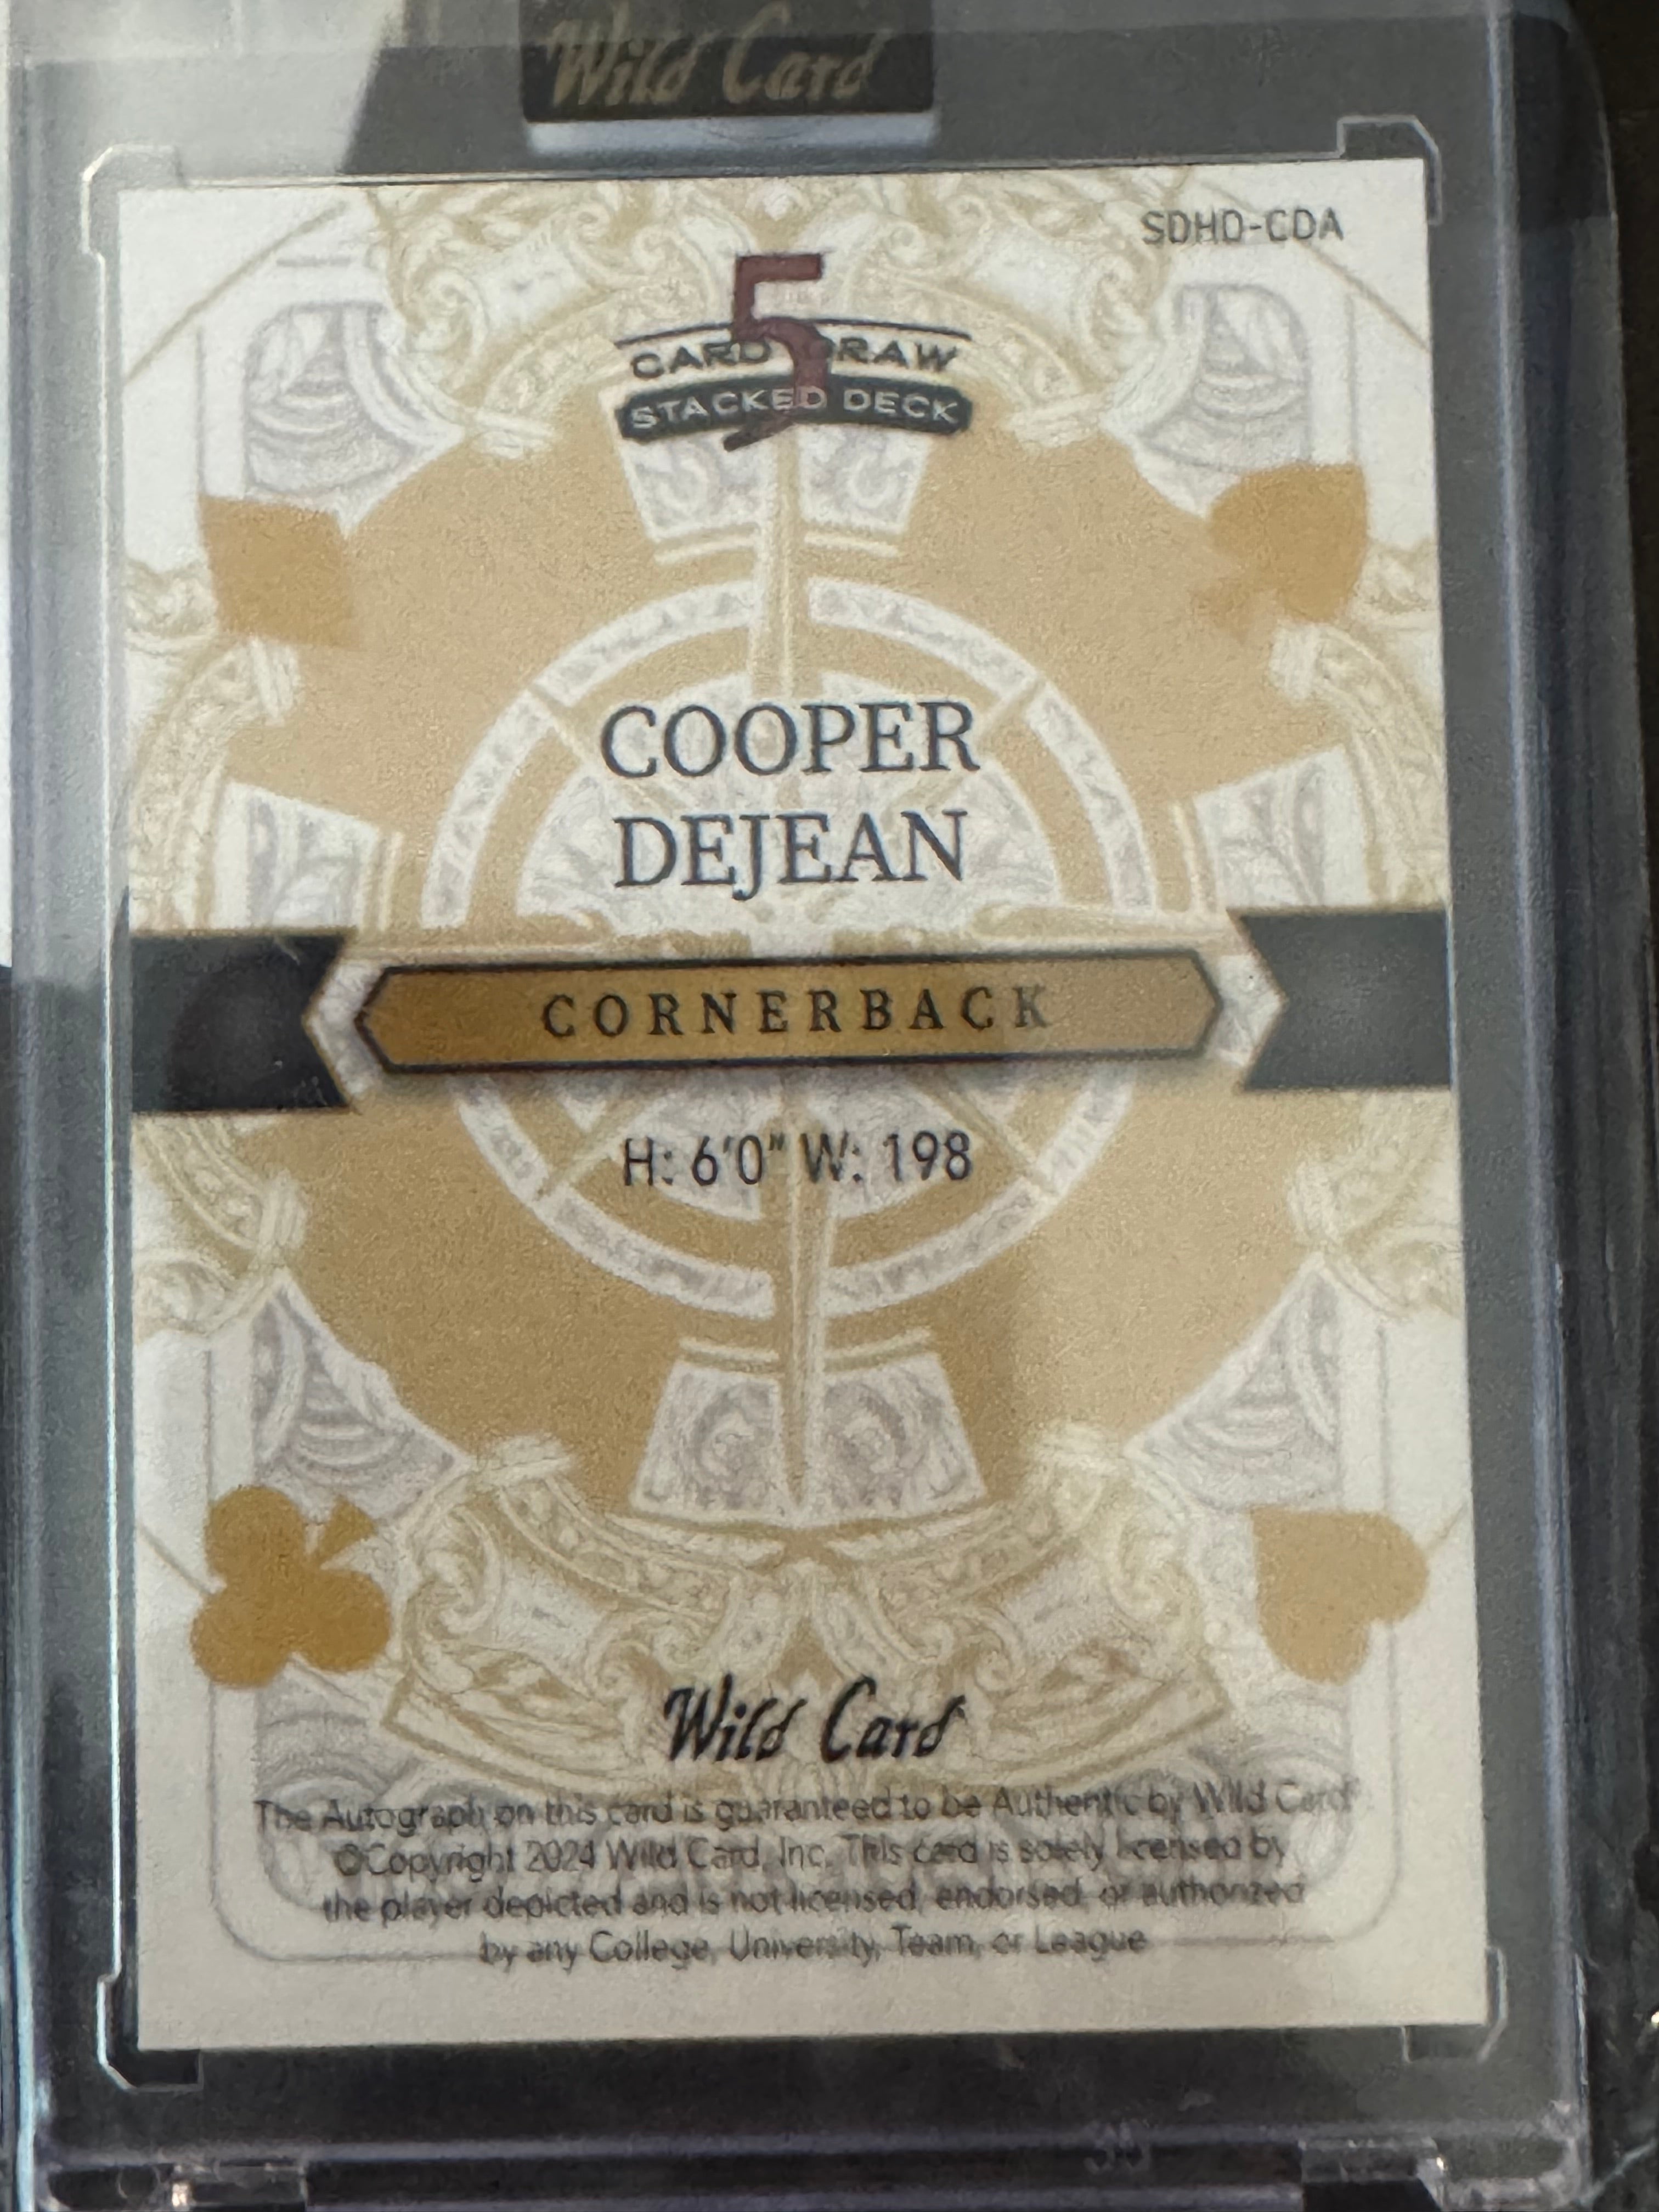 Wild Card
SDHD-CDA
5
CARD DRAW
STACKED DECK
COOPER
DEJEAN
CORNERBACK
H: 6'0" W: 198
Wild Card
The Autograph on this card is guaranteed to be Authentic by Wild Card®
©Copyright 2024 Wild Card, Inc. This card is solely licensed by
the player depicted and is not licensed, endorsed, or authorized
by any College, University, Team, or League